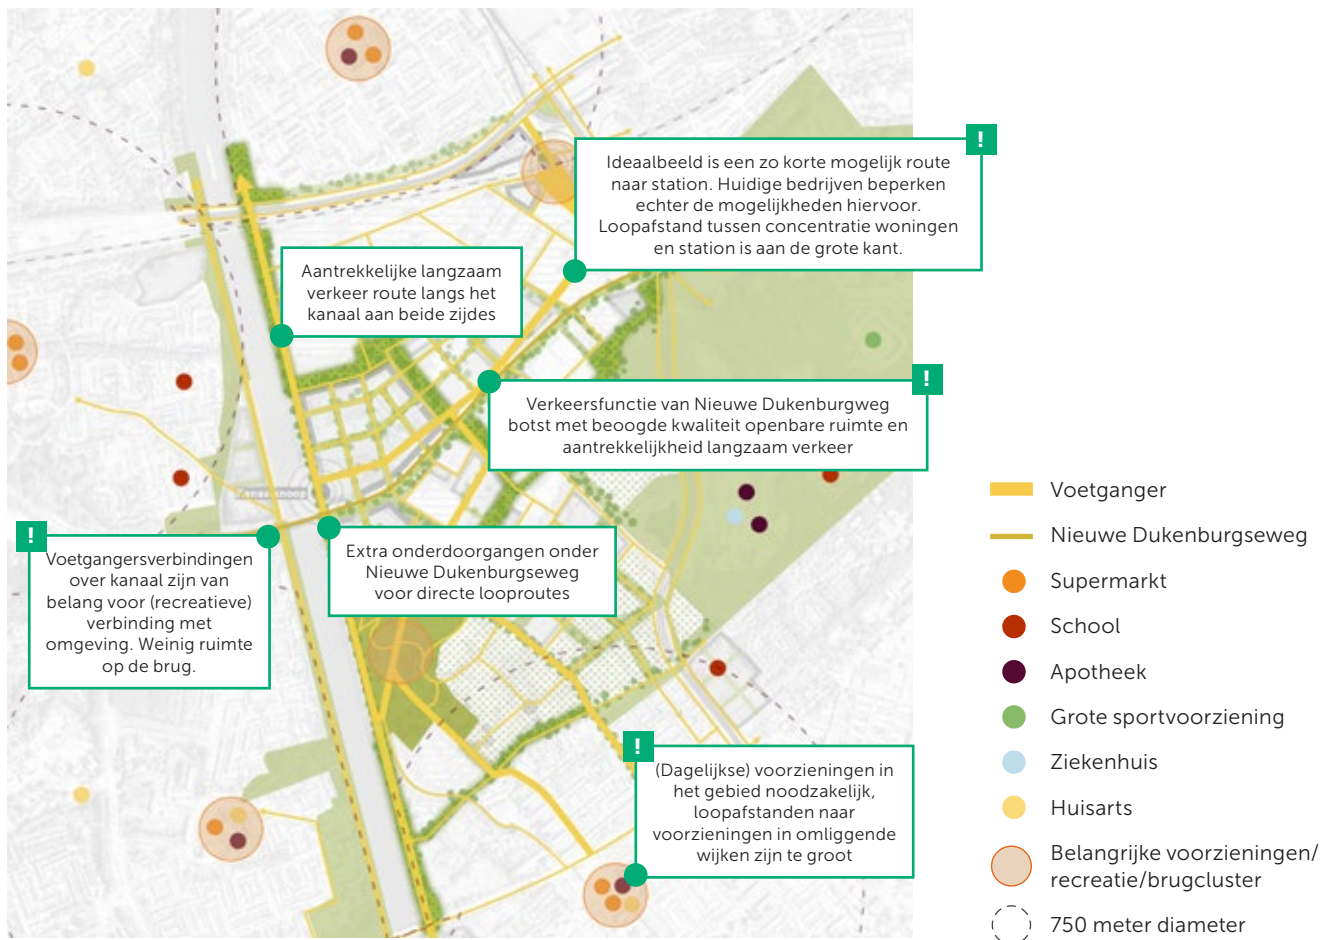 !
Ideaalbeeld is een zo korte mogelijk route
naar station. Huidige bedrijven beperken
echter de mogelijkheden hiervoor.
Loopafstand tussen concentratie woningen
en station is aan de grote kant.
Aantrekkelijke langzaam
verkeer route langs het
kanaal aan beide zijdes
!
Verkeersfunctie van Nieuwe Dukenburgweg
botst met beoogde kwaliteit openbare ruimte en
aantrekkelijkheid langzaam verkeer
!
Voetgangersverbindingen
over kanaal zijn van
belang voor (recreatieve)
verbinding met
omgeving. Weinig ruimte
op de brug.
Extra onderdoorgangen onder
Nieuwe Dukenburgseweg
voor directe looproutes
!
(Dagelijkse) voorzieningen in
het gebied noodzakelijk,
loopafstanden naar
voorzieningen in omliggende
wijken zijn te groot
Voetganger
Nieuwe Dukenburgseweg
Supermarkt
School
Apotheek
Grote sportvoorziening
Ziekenhuis
Huisarts
Belangrijke voorzieningen/
recreatie/brugcluster
750 meter diameter